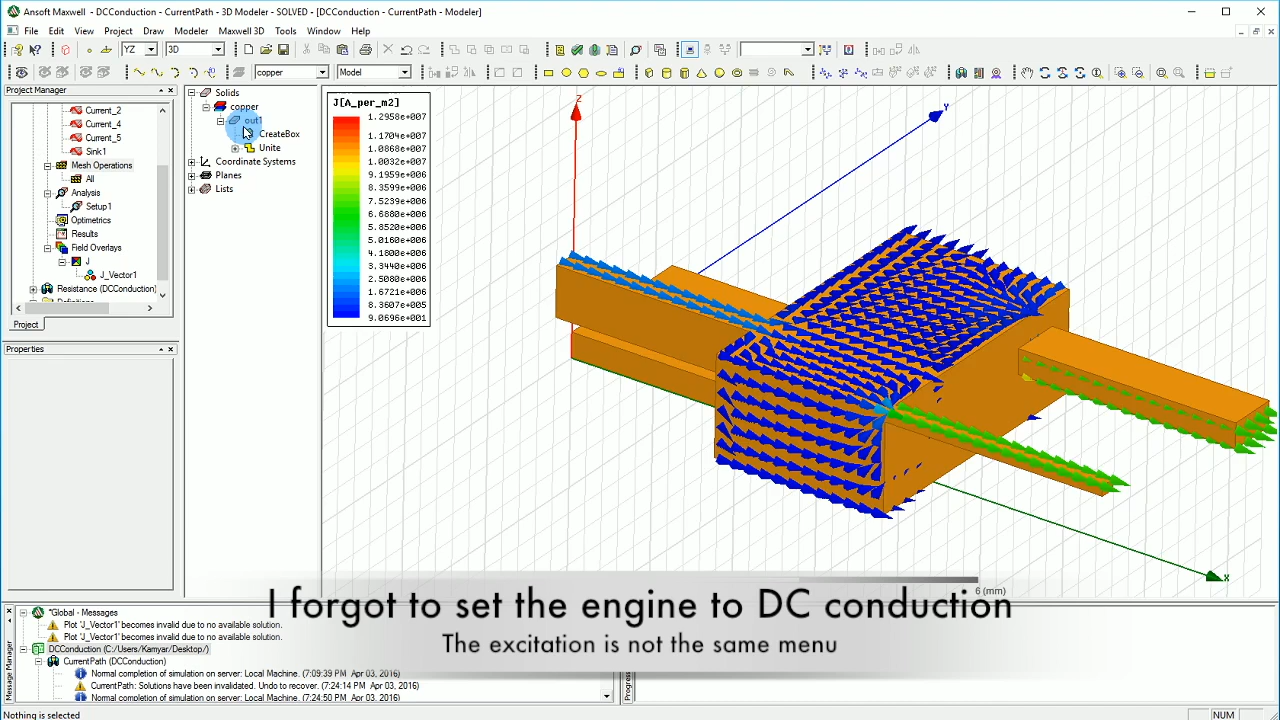 Ansoft Maxwell - DCConduction - CurrentPath - 3D Modeler - SOLVED - [DCConduction - CurrentPath - Modeler]
File Edit View Project Draw Modeler Maxwell 3D Tools Window Help
YZ 3D
copper Model
Project Manager
Current_2
Current_4
Current_5
Sink1
Mesh Operations
All
Analysis
Setup1
Optimetrics
Results
Field Overlays
J
J_Vector1
Resistance (DCConduction)
Project
Properties
Solids
copper
out1
CreateBox
Unite
Coordinate Systems
Planes
Lists
J[A_per_m2]
1.2958e+007
1.1704e+007
1.0868e+007
1.0032e+007
9.1959e+006
8.3599e+006
7.5239e+006
6.6880e+006
5.8520e+006
5.0160e+006
4.1800e+006
3.3440e+006
2.5080e+006
1.6721e+006
8.3607e+005
9.0696e+001
Z
Y
X
6 (mm)
I forgot to set the engine to DC conduction
The excitation is not the same menu
Message Manager
*Global - Messages
Plot 'J_Vector1' becomes invalid due to no available solution.
Plot 'J_Vector1' becomes invalid due to no available solution.
DCConduction (C:/Users/Kamyar/Desktop/)
CurrentPath (DCConduction)
Normal completion of simulation on server: Local Machine. (7:09:39 PM Apr 03, 2016)
CurrentPath: Solutions have been invalidated. Undo to recover. (7:24:14 PM Apr 03, 2016)
Normal completion of simulation on server: Local Machine. (7:24:50 PM Apr 03, 2016)
Nothing is selected
NUM